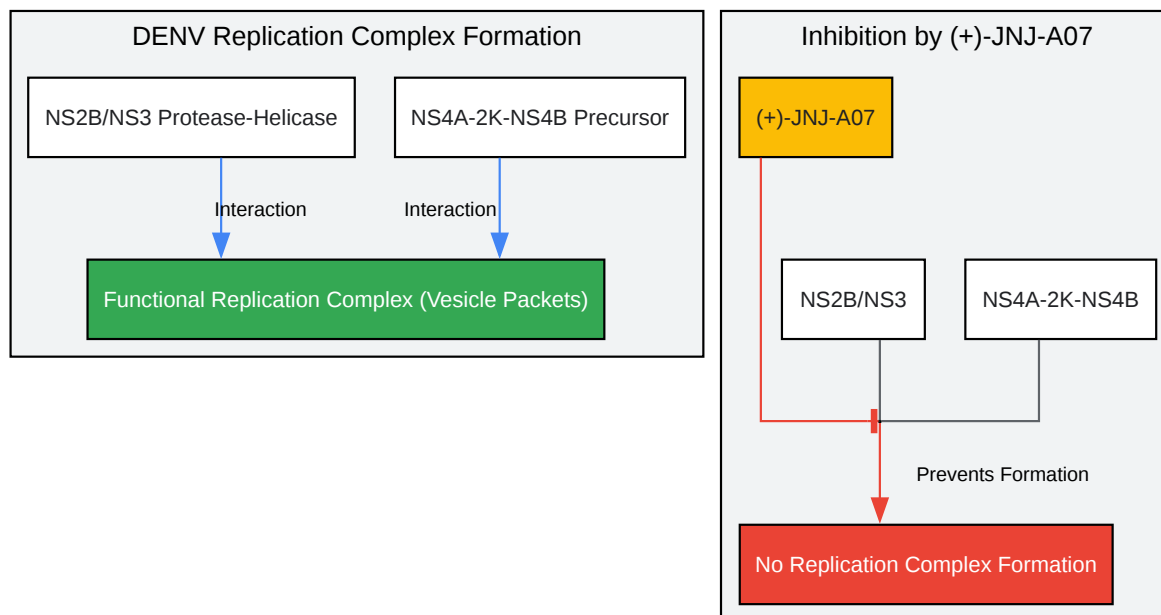 DENV Replication Complex Formation
NS2B/NS3 Protease-Helicase
NS4A-2K-NS4B Precursor
Interaction
Interaction
Functional Replication Complex (Vesicle Packets)
Inhibition by (+)-JNJ-A07
(+)-JNJ-A07
NS2B/NS3
NS4A-2K-NS4B
Prevents Formation
No Replication Complex Formation